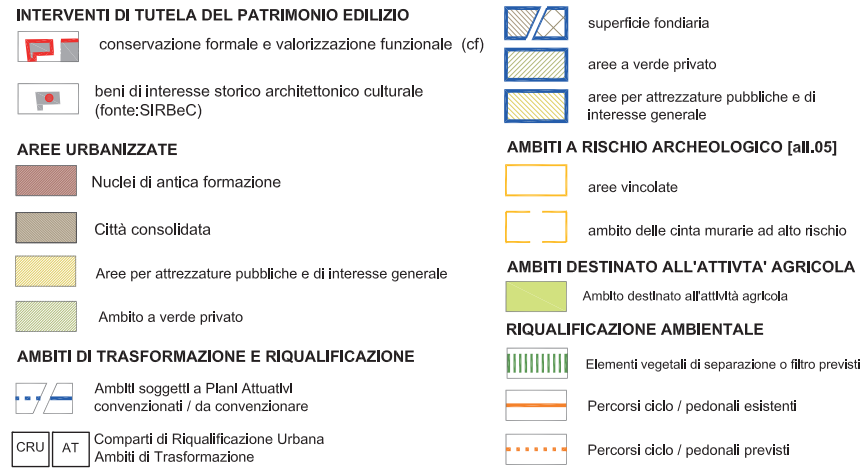 INTERVENTI DI TUTELA DEL PATRIMONIO EDILIZIO
conservazione formale e valorizzazione funzionale (cf)
beni di interesse storico architettonico culturale
(fonte:SIRBeC)
AREE URBANIZZATE
Nuclei di antica formazione
Città consolidata
Aree per attrezzature pubbliche e di interesse generale
Ambito a verde privato
AMBITI DI TRASFORMAZIONE E RIQUALIFICAZIONE
Ambiti soggetti a Piani Attuativi
convenzionati / da convenzionare
CRU AT
Comparti di Riqualificazione Urbana
Ambiti di Trasformazione
superficie fondiaria
aree a verde privato
aree per attrezzature pubbliche e di
interesse generale
AMBITI A RISCHIO ARCHEOLOGICO [all.05]
aree vincolate
ambito delle cinta murarie ad alto rischio
AMBITI DESTINATO ALL'ATTIVTA' AGRICOLA
Ambito destinato all'attività agricola
RIQUALIFICAZIONE AMBIENTALE
Elementi vegetali di separazione o filtro previsti
Percorsi ciclo / pedonali esistenti
Percorsi ciclo / pedonali previsti